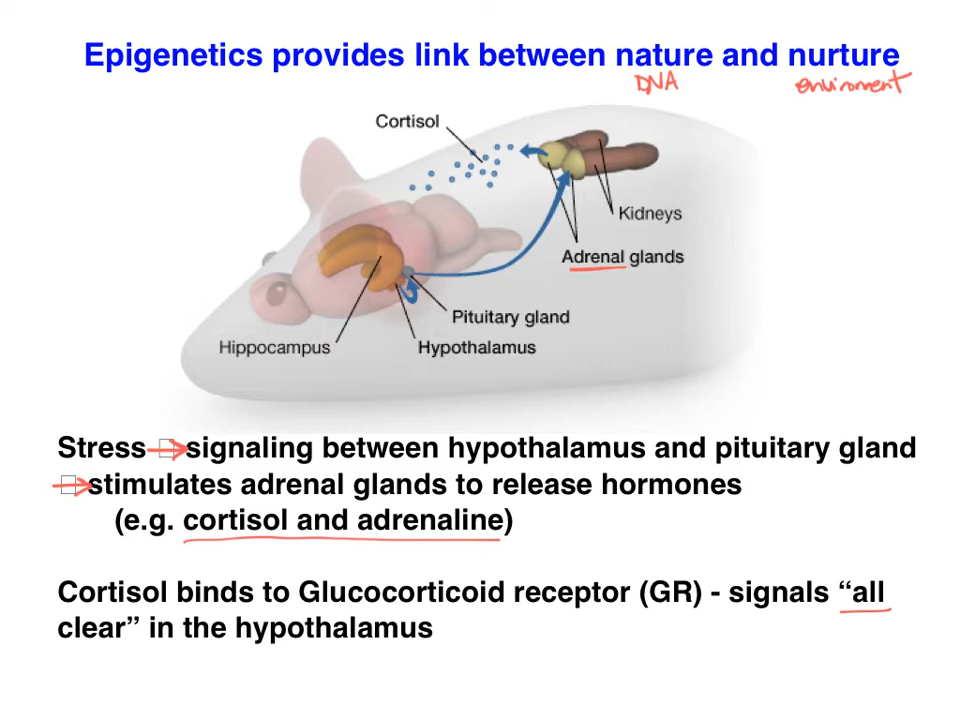 Epigenetics provides link between nature and nurture
DNA
enviroment
Cortisol
Kidneys
Adrenal glands
Pituitary gland
Hippocampus
Hypothalamus
Stress → signaling between hypothalamus and pituitary gland
→ stimulates adrenal glands to release hormones
(e.g. cortisol and adrenaline)
Cortisol binds to Glucocorticoid receptor (GR) - signals “all
clear” in the hypothalamus